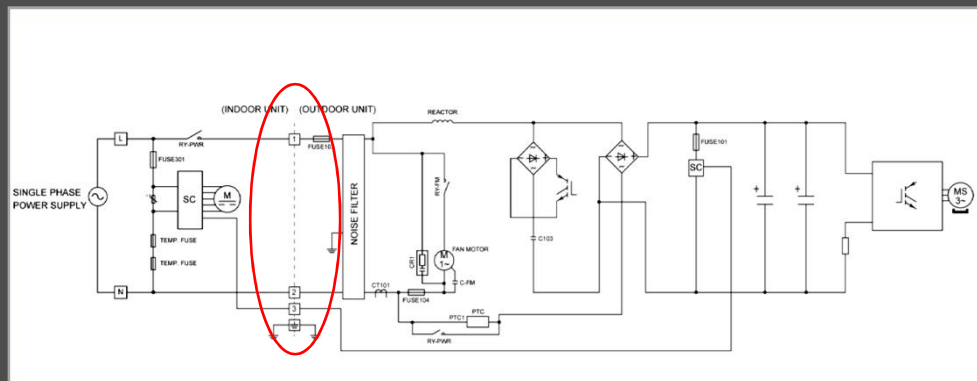 (INDOOR UNIT) (OUTDOOR UNIT)
REACTOR
L
RY-PWR
1
FUSE301
FUSE101
SC
SINGLE PHASE
POWER SUPPLY
SC
M
NOISE FILTER
RY-FM
MS
3~
TEMP. FUSE
TEMP. FUSE
C103
CR1
M
1~
FAN MOTOR
C-FM
N
2
CT101
FUSE104
3
PTC1
PTC
RY-PWR